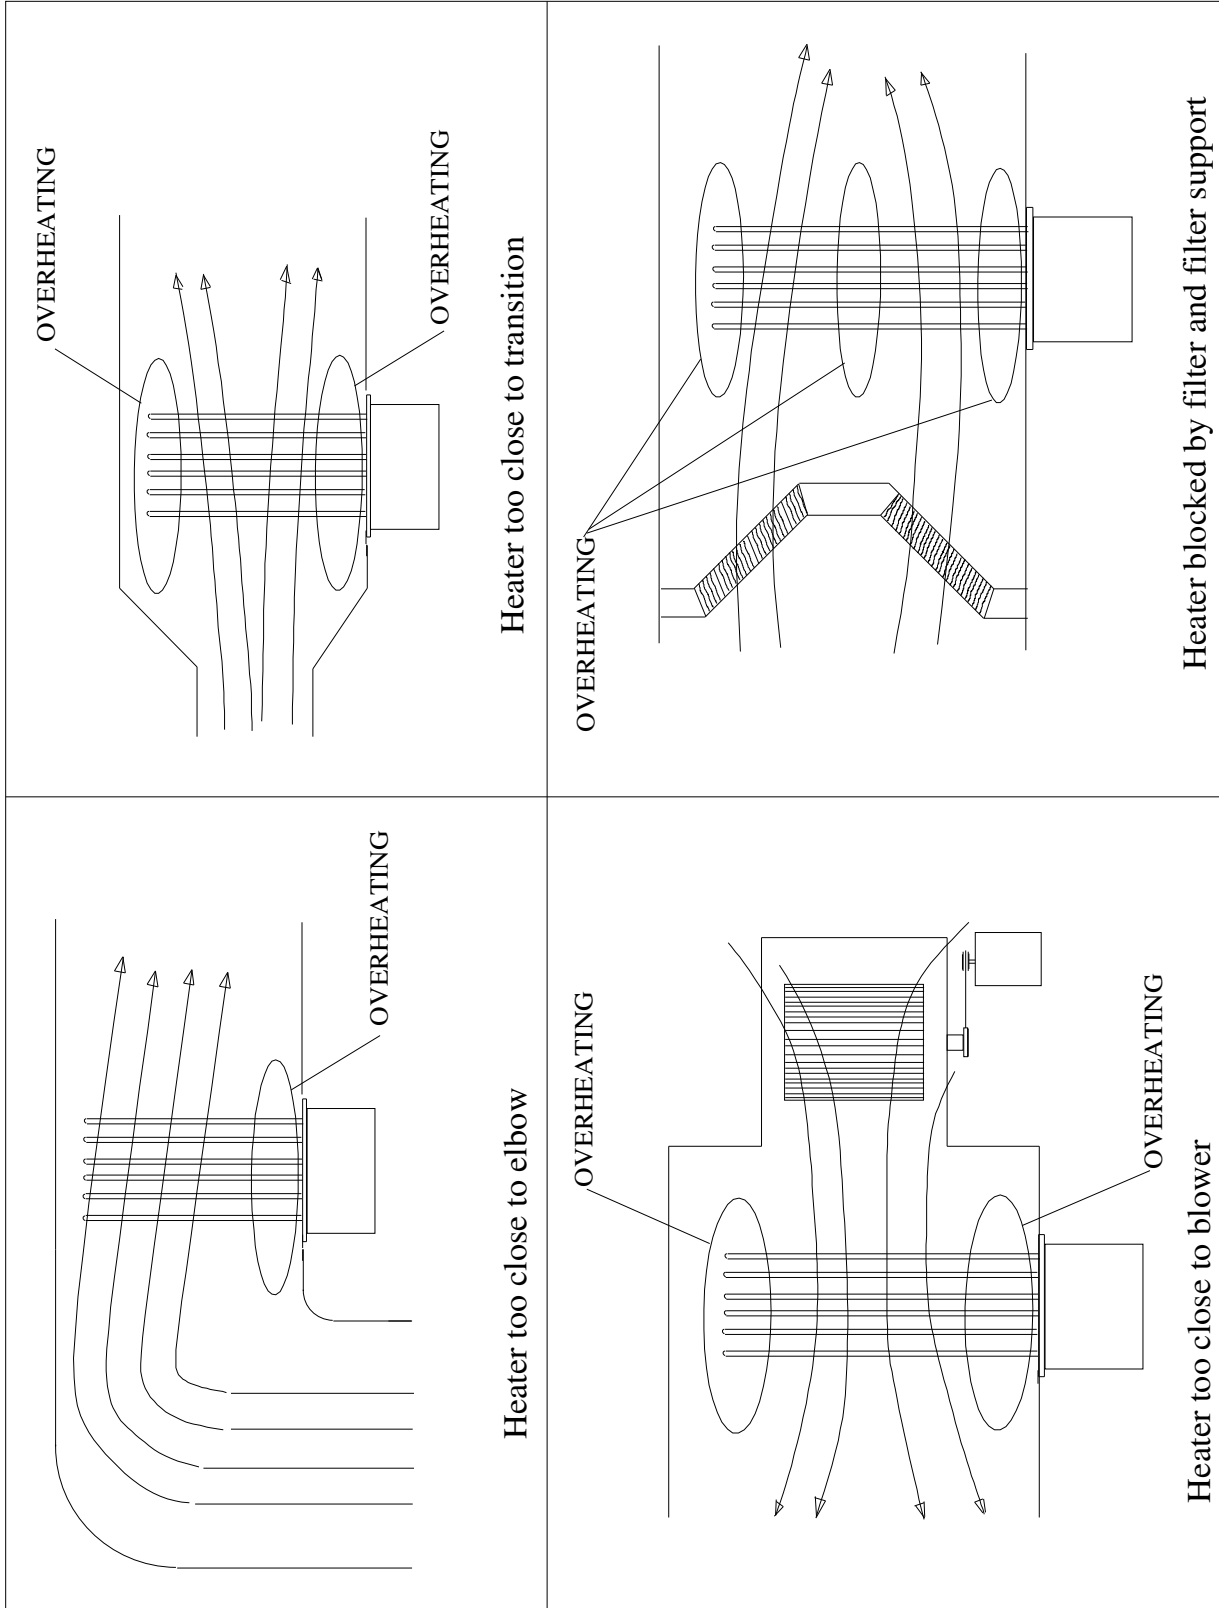 OVERHEATING
Heater too close to elbow
OVERHEATING
OVERHEATING
Heater too close to transition
OVERHEATING
OVERHEATING
Heater too close to blower
OVERHEATING
Heater blocked by filter and filter support